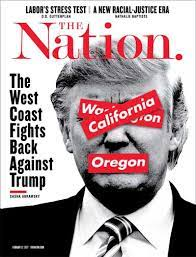 LABOR'S STRESS TEST
D.D. GUTTENPLAN
A NEW RACIAL-JUSTICE ERA
NATHALIE BAPTISTE
THE
Nation.
The
West
Coast
Fights
Back
Against
Trump
SASHA ABRAMSKY
California
Oregon